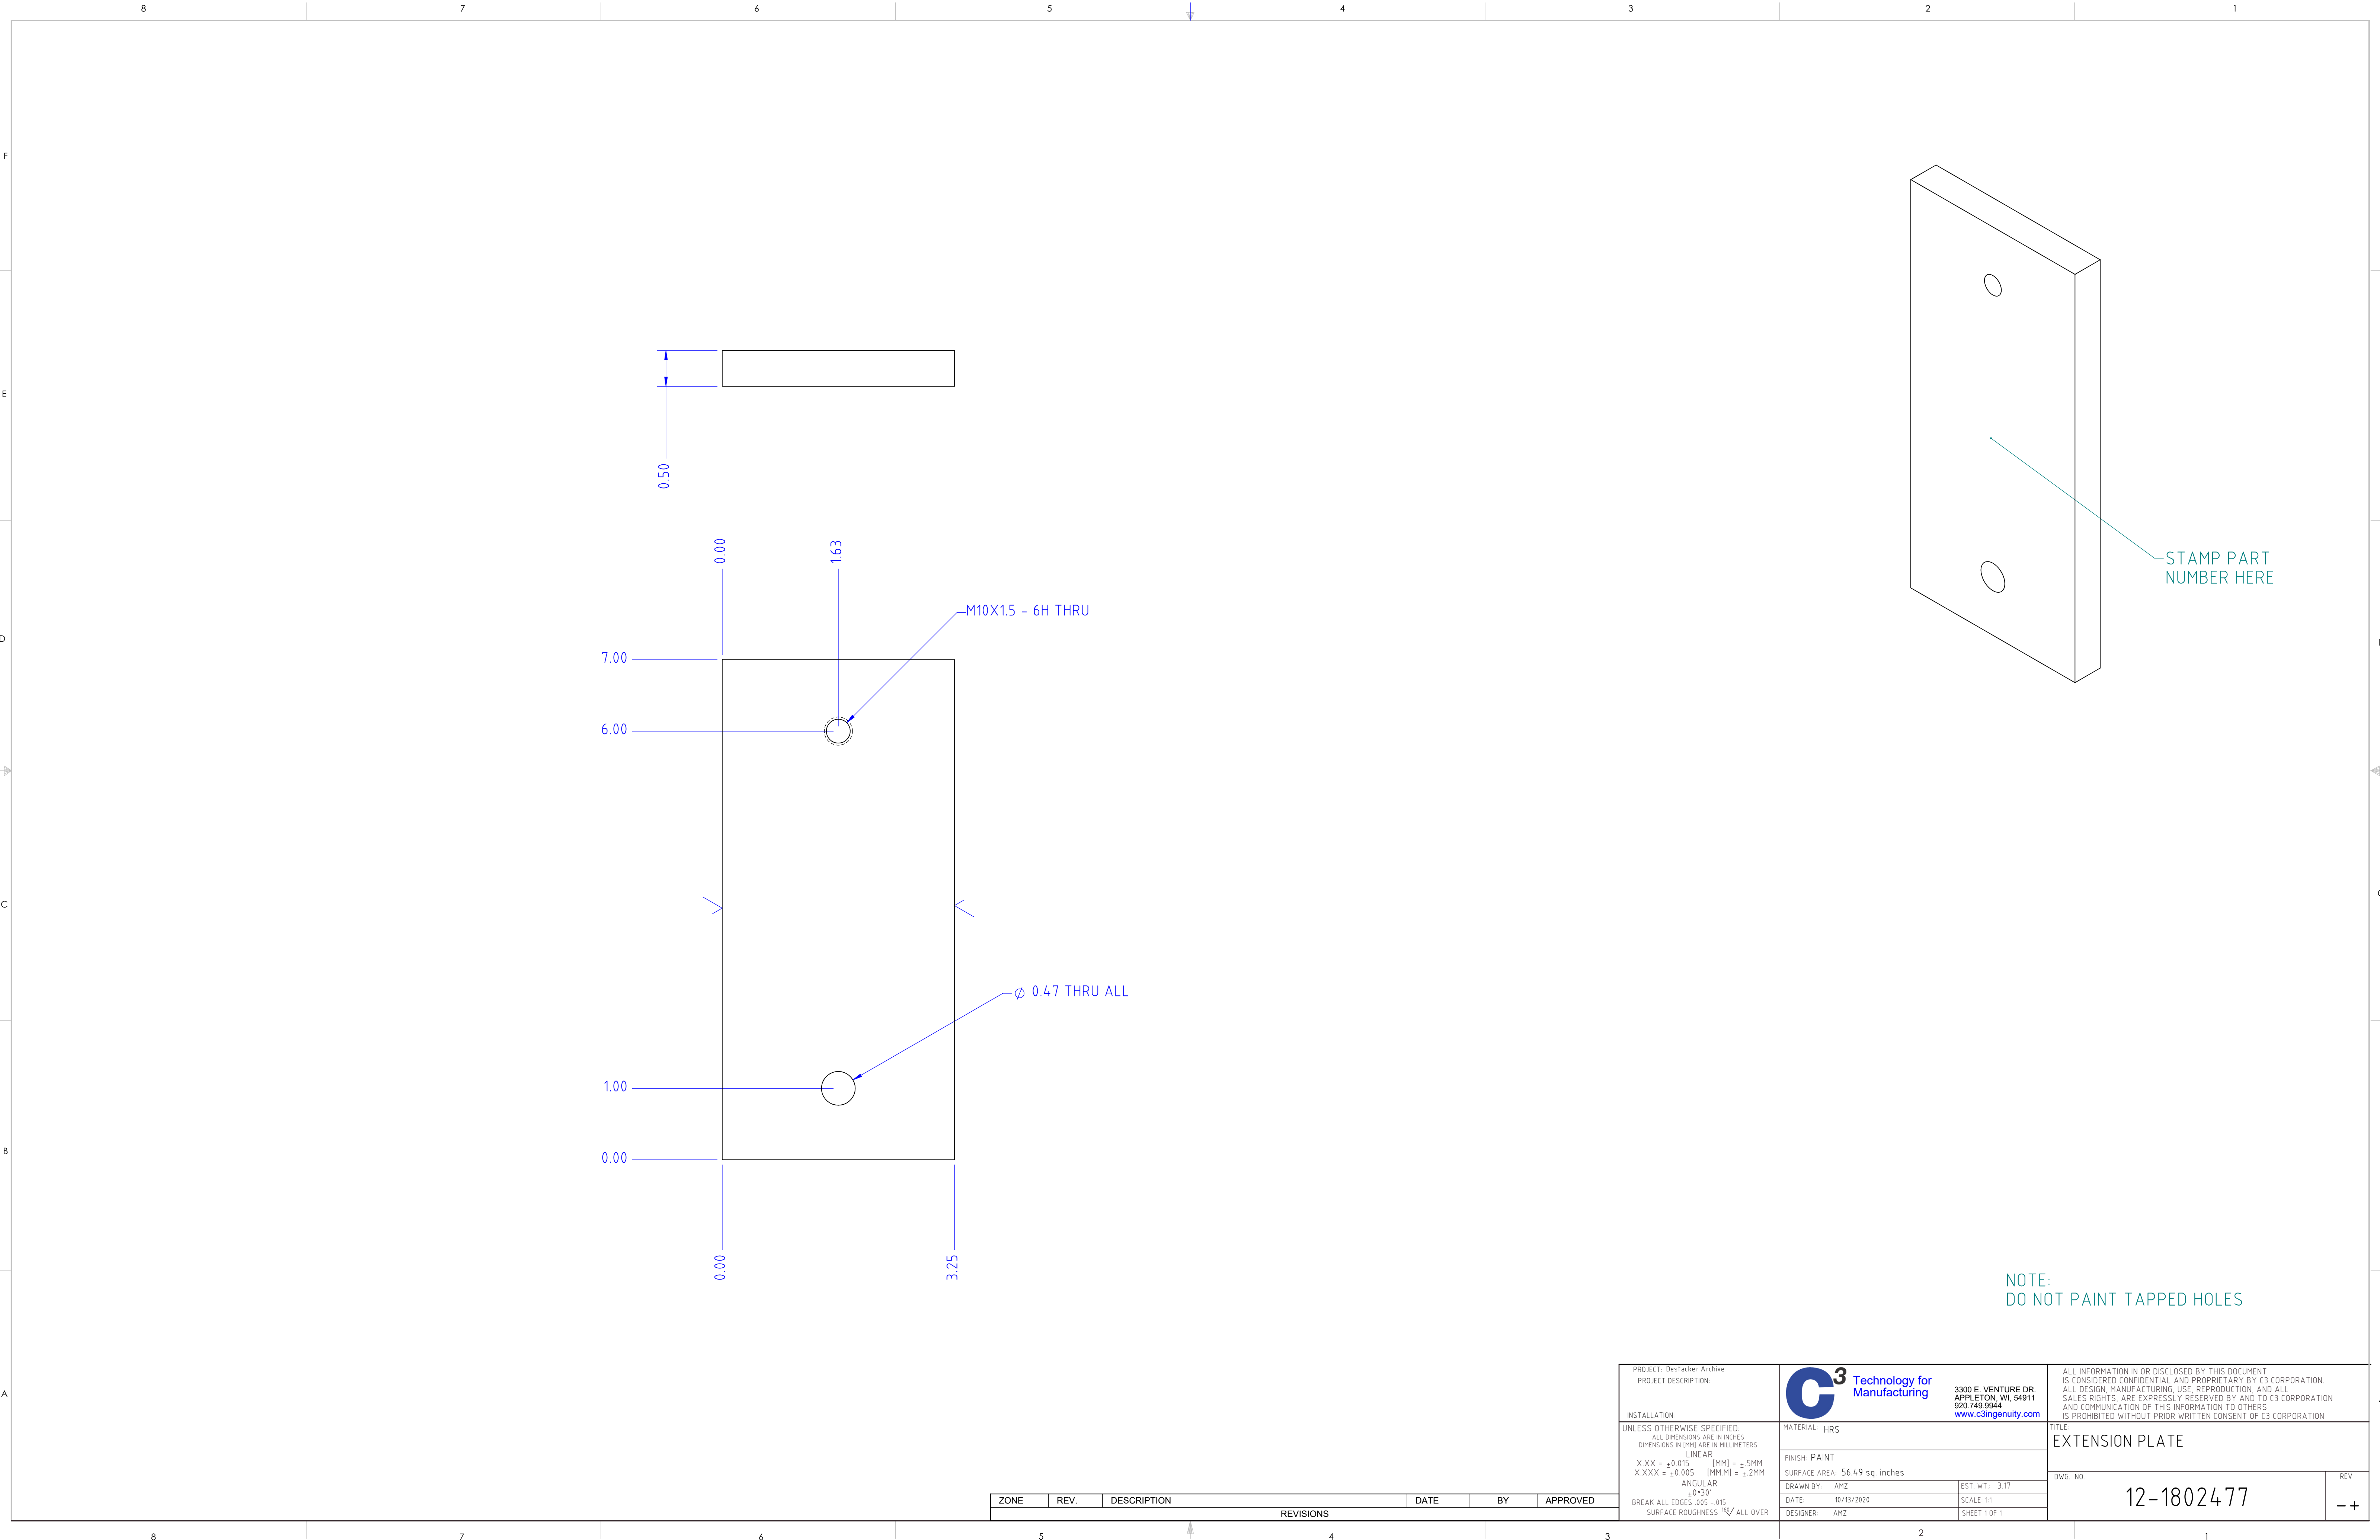 8 7 6 5 4 3 2 1
F
E
D
C
B
A
0.50
0.00
1.63
M10X1.5 - 6H THRU
7.00
6.00
⌀ 0.47 THRU ALL
1.00
0.00
0.00
3.25
STAMP PART
NUMBER HERE
NOTE:
DO NOT PAINT TAPPED HOLES
ZONE REV. DESCRIPTION DATE BY APPROVED
REVISIONS
PROJECT: Destacker Archive
PROJECT DESCRIPTION:
INSTALLATION:
UNLESS OTHERWISE SPECIFIED:
ALL DIMENSIONS ARE IN INCHES
DIMENSIONS IN [MM] ARE IN MILLIMETERS
LINEAR
X.XX = ±0.015 [MM] = ±.5MM
X.XXX = ±0.005 [MM.M] = ±.2MM
ANGULAR
±0°30'
BREAK ALL EDGES .005 -.015
SURFACE ROUGHNESS 160 ALL OVER
C3 Technology for
Manufacturing
3300 E. VENTURE DR.
APPLETON, WI, 54911
920.749.9944
www.c3ingenuity.com
MATERIAL: HRS
FINISH: PAINT
SURFACE AREA: 56.49 sq. inches
DRAWN BY: AMZ
EST. WT.: 3.17
DATE: 10/13/2020
SCALE: 1:1
DESIGNER: AMZ
SHEET 1 OF 1
ALL INFORMATION IN OR DISCLOSED BY THIS DOCUMENT
IS CONSIDERED CONFIDENTIAL AND PROPRIETARY BY C3 CORPORATION.
ALL DESIGN, MANUFACTURING, USE, REPRODUCTION, AND ALL
SALES RIGHTS, ARE EXPRESSLY RESERVED BY AND TO C3 CORPORATION
AND COMMUNICATION OF THIS INFORMATION TO OTHERS
IS PROHIBITED WITHOUT PRIOR WRITTEN CONSENT OF C3 CORPORATION
TITLE:
EXTENSION PLATE
DWG. NO.
12-1802477
REV
-+
8 7 6 5 4 3 2 1